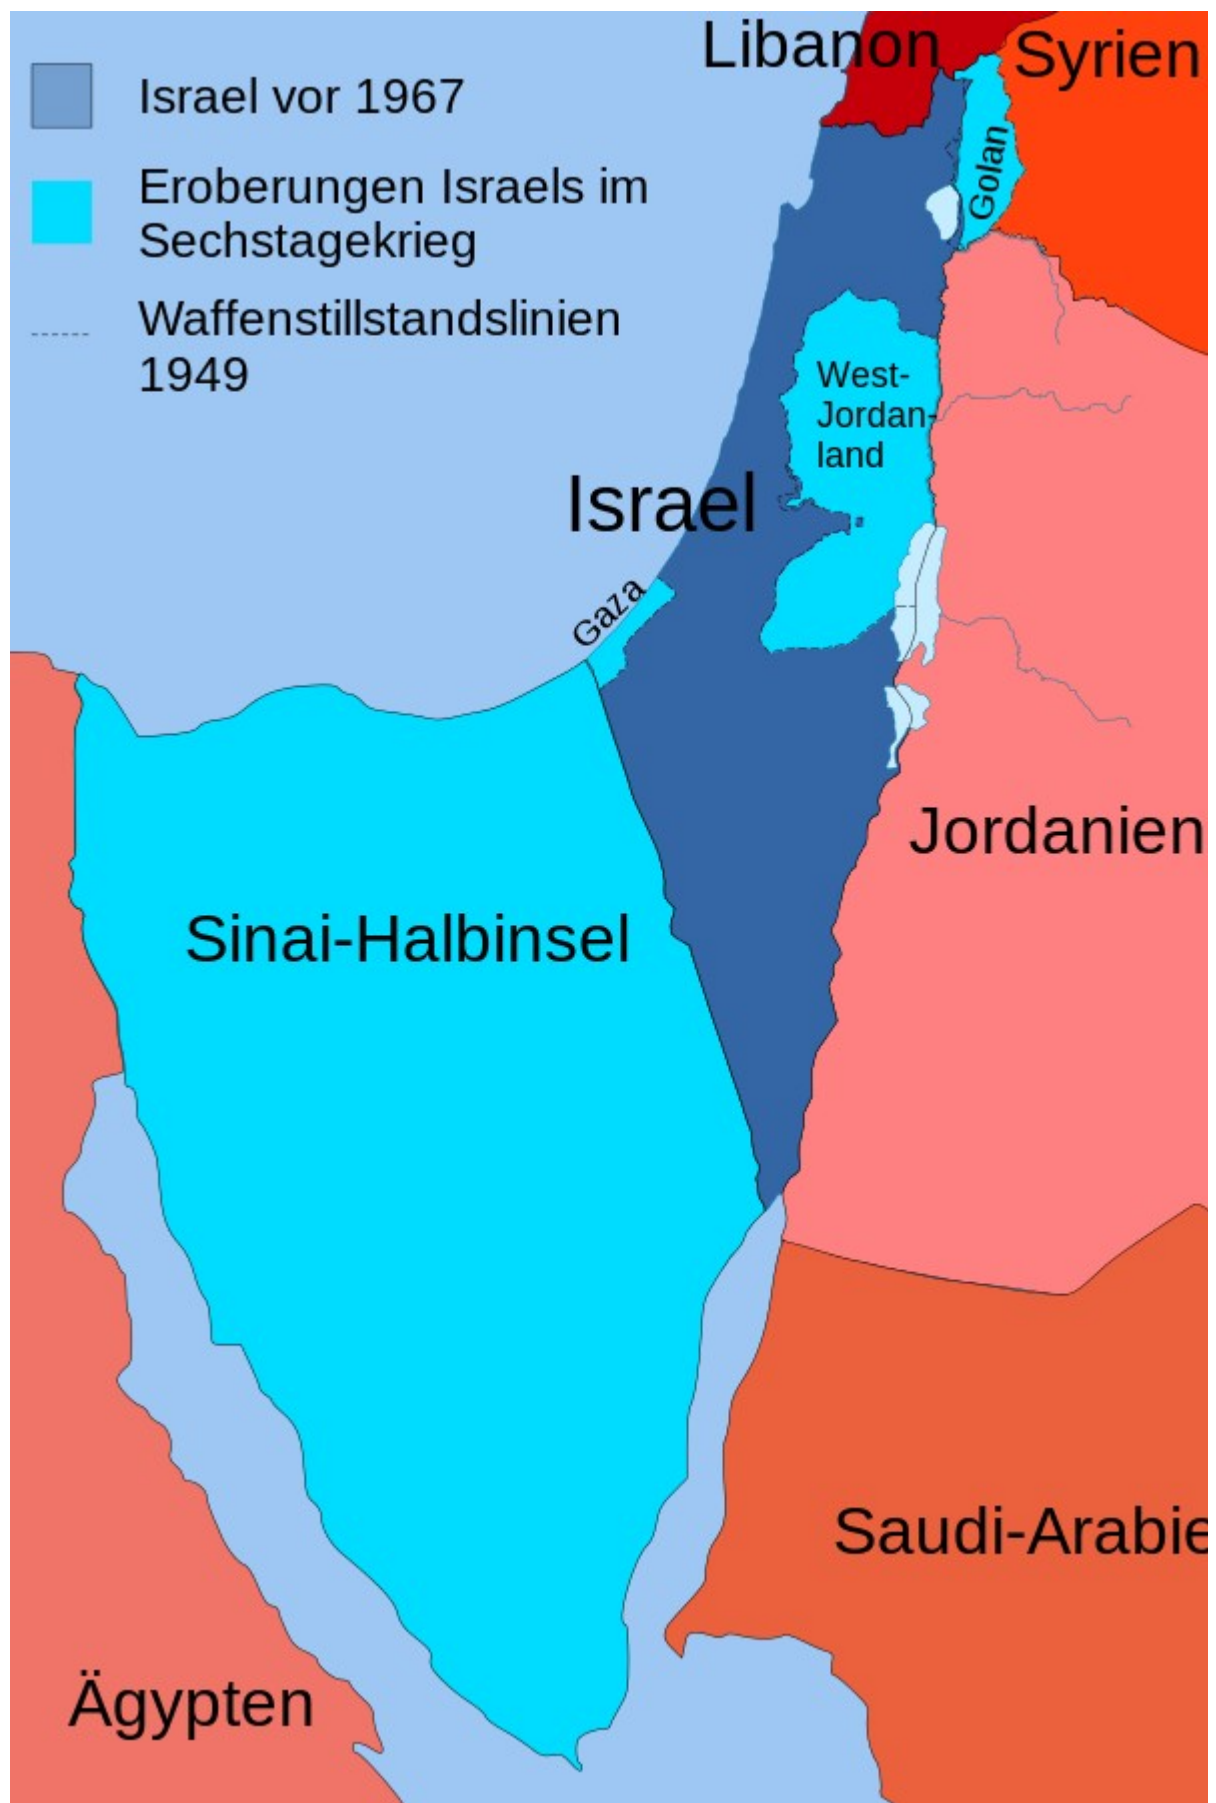 Libanon
Syrien
Israel vor 1967
Eroberungen Israels im
Sechstagekrieg
Waffenstillstandslinien
1949
Golan
West-
Jordan-
land
Israel
Gaza
Jordanien
Sinai-Halbinsel
Saudi-Arabie
Ägypten